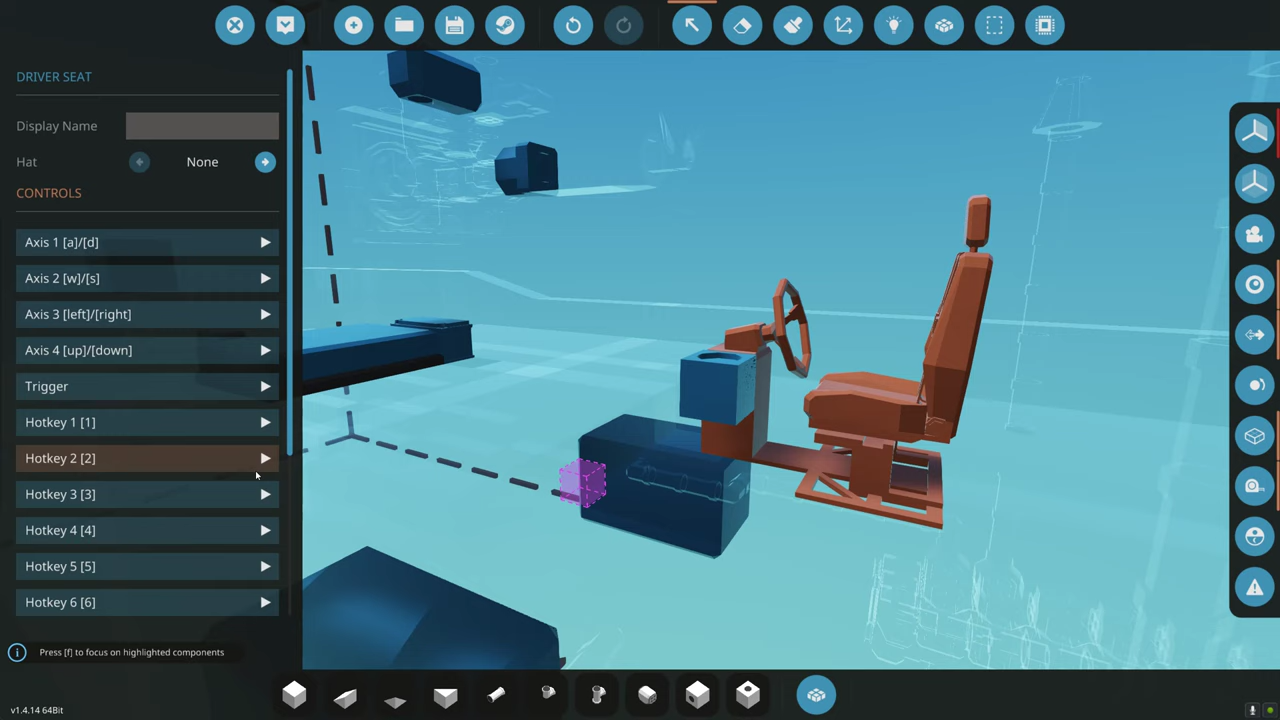 DRIVER SEAT
Display Name
Hat None
CONTROLS
Axis 1 [a]/[d]
Axis 2 [w]/[s]
Axis 3 [left]/[right]
Axis 4 [up]/[down]
Trigger
Hotkey 1 [1]
Hotkey 2 [2]
Hotkey 3 [3]
Hotkey 4 [4]
Hotkey 5 [5]
Hotkey 6 [6]
Press [f] to focus on highlighted components
v1.4.14 64Bit